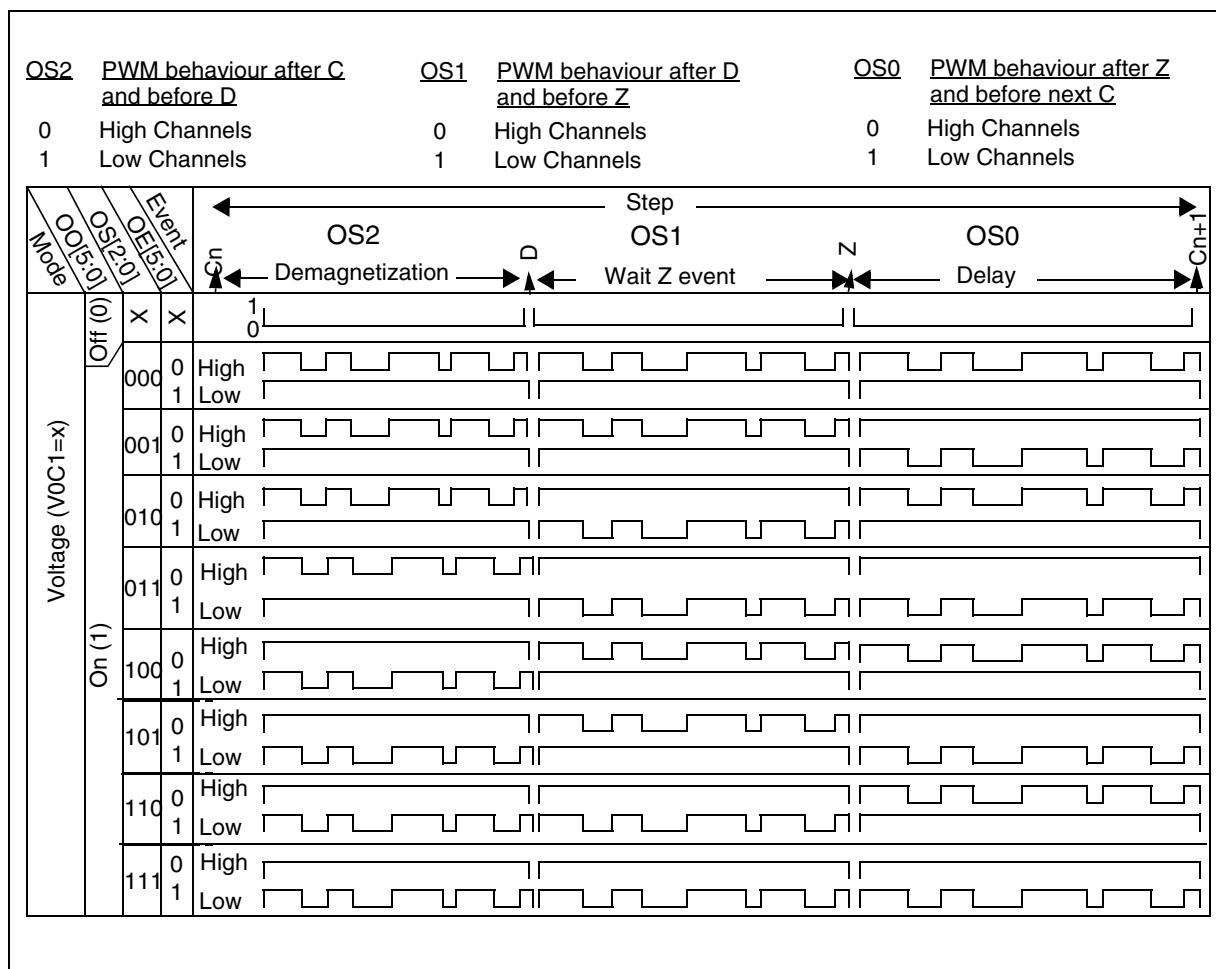 OS2 PWM behaviour after C and before D
0 High Channels
1 Low Channels
OS1 PWM behaviour after D and before Z
0 High Channels
1 Low Channels
OS0 PWM behaviour after Z and before next C
0 High Channels
1 Low Channels
Mode
OO[5:0]
OS[2:0]
OE[5:0]
Event
Step
Cn
OS2
Demagnetization
D
OS1
Wait Z event
Z
OS0
Delay
Cn+1
Voltage (V0C1=x)
Off (0)
X
X
1
0
On (1)
000
0 High
1 Low
001
0 High
1 Low
010
0 High
1 Low
011
0 High
1 Low
100
0 High
1 Low
101
0 High
1 Low
110
0 High
1 Low
111
0 High
1 Low